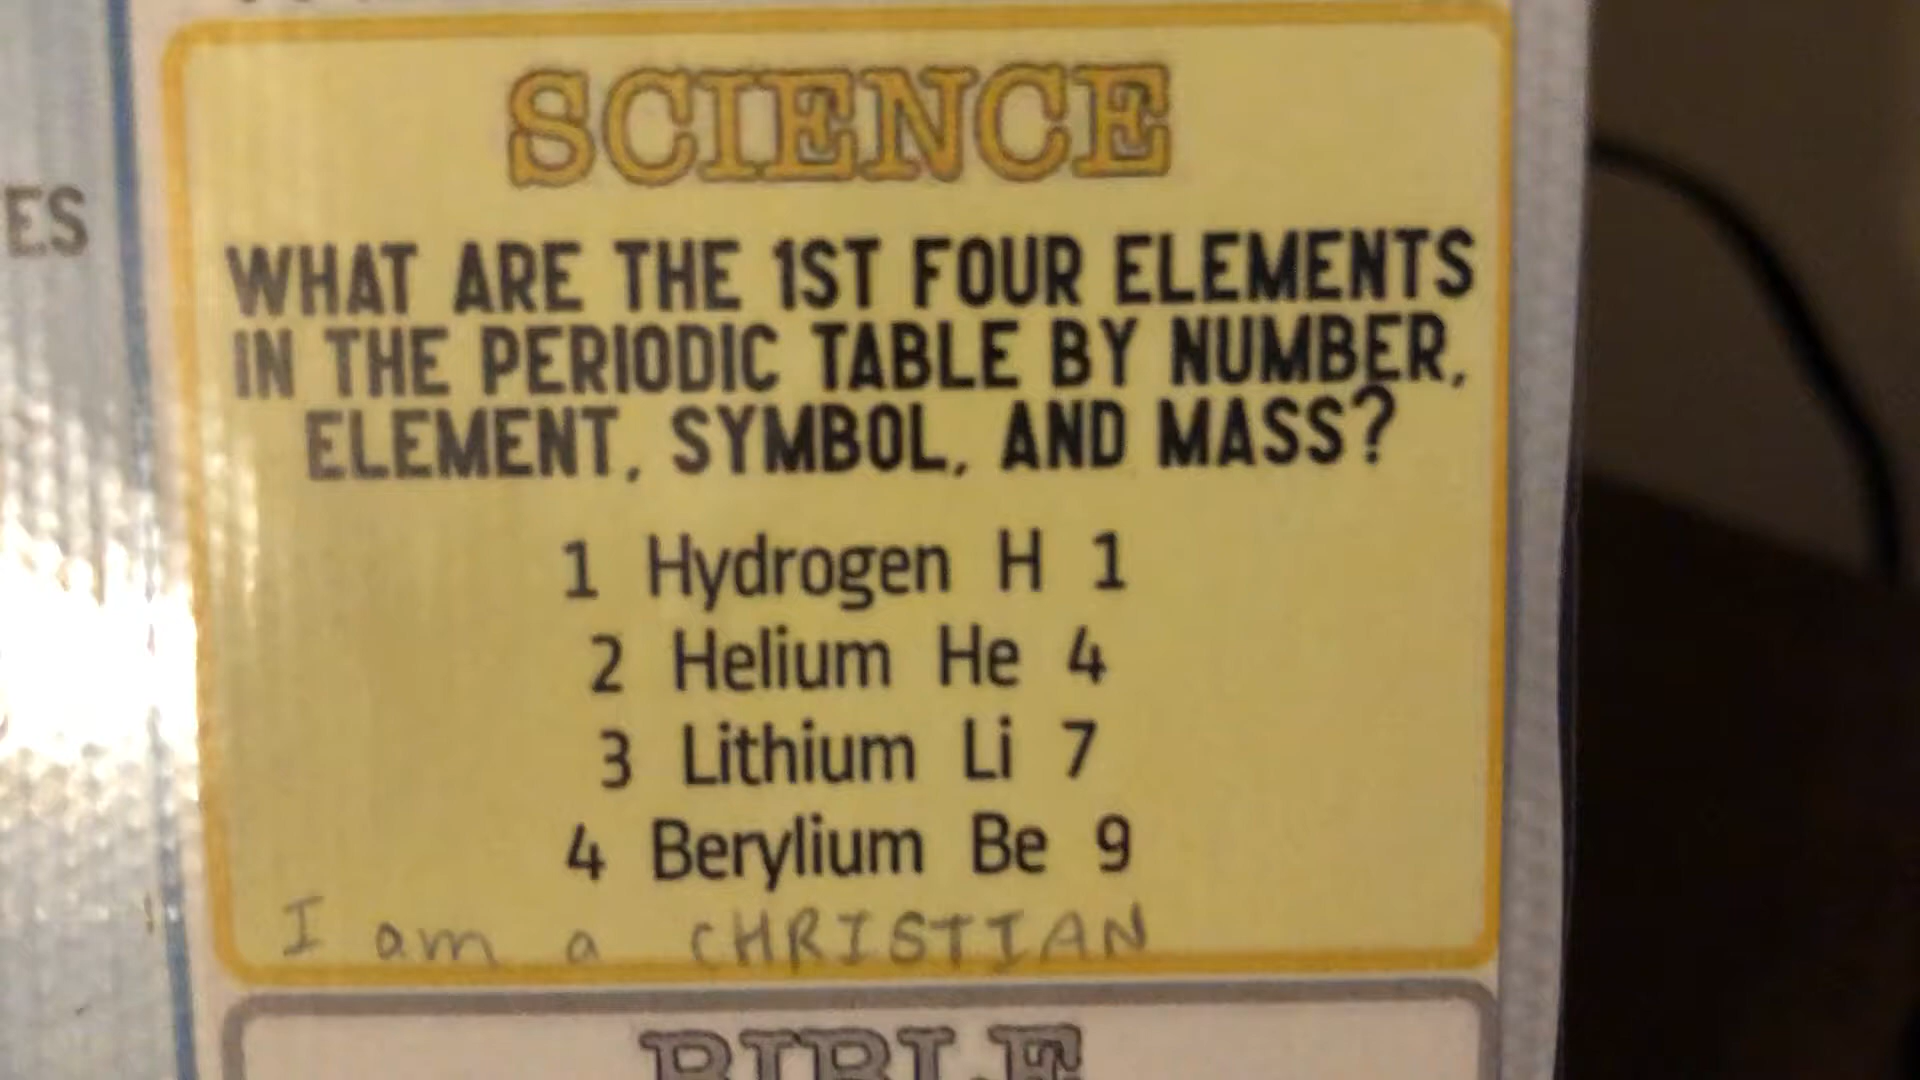 ES
SCIENCE
WHAT ARE THE 1ST FOUR ELEMENTS
IN THE PERIODIC TABLE BY NUMBER,
ELEMENT, SYMBOL, AND MASS?
1 Hydrogen H 1
2 Helium He 4
3 Lithium Li 7
4 Berylium Be 9
I am a CHRISTIAN
BIBLE